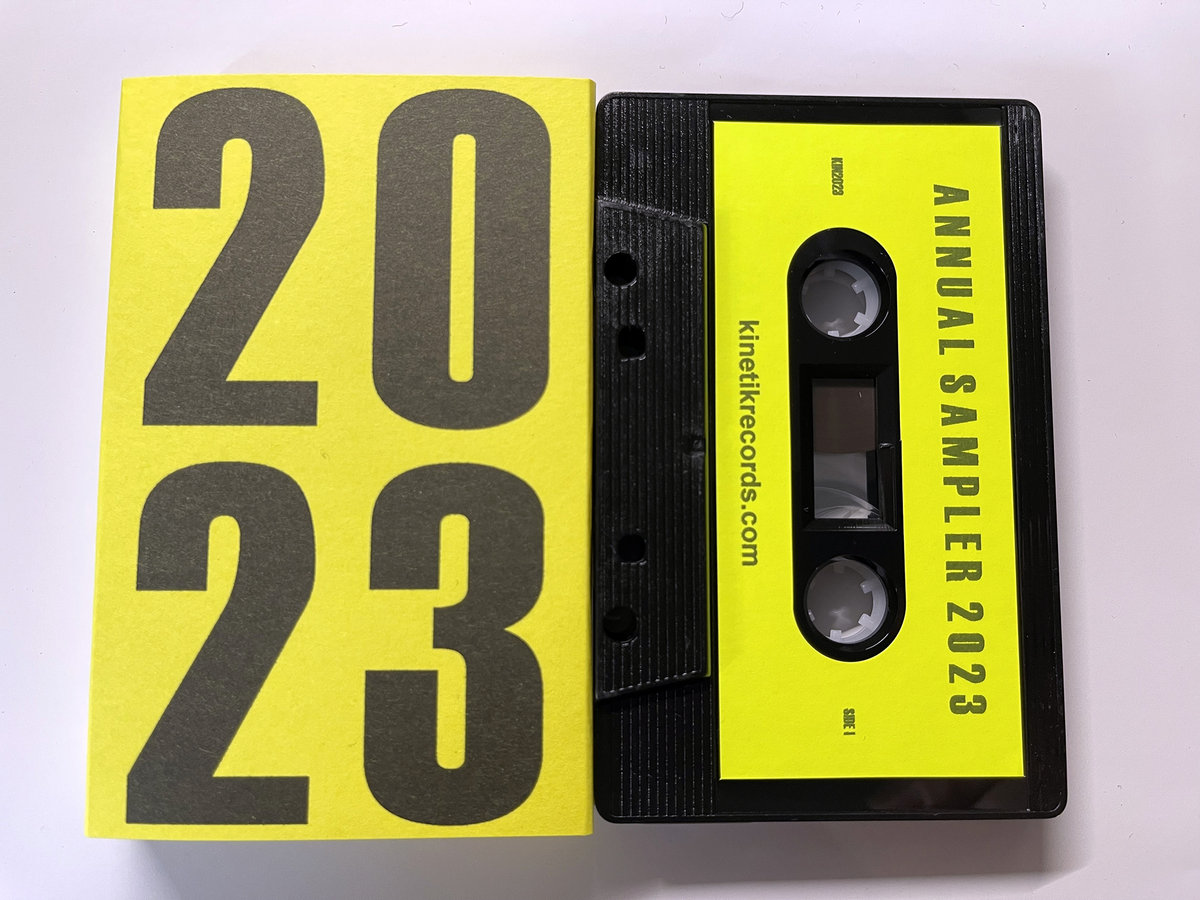 20
23
ANNUAL SAMPLER 2023
KIN2023
SIDE 1
kinetikrecords.com